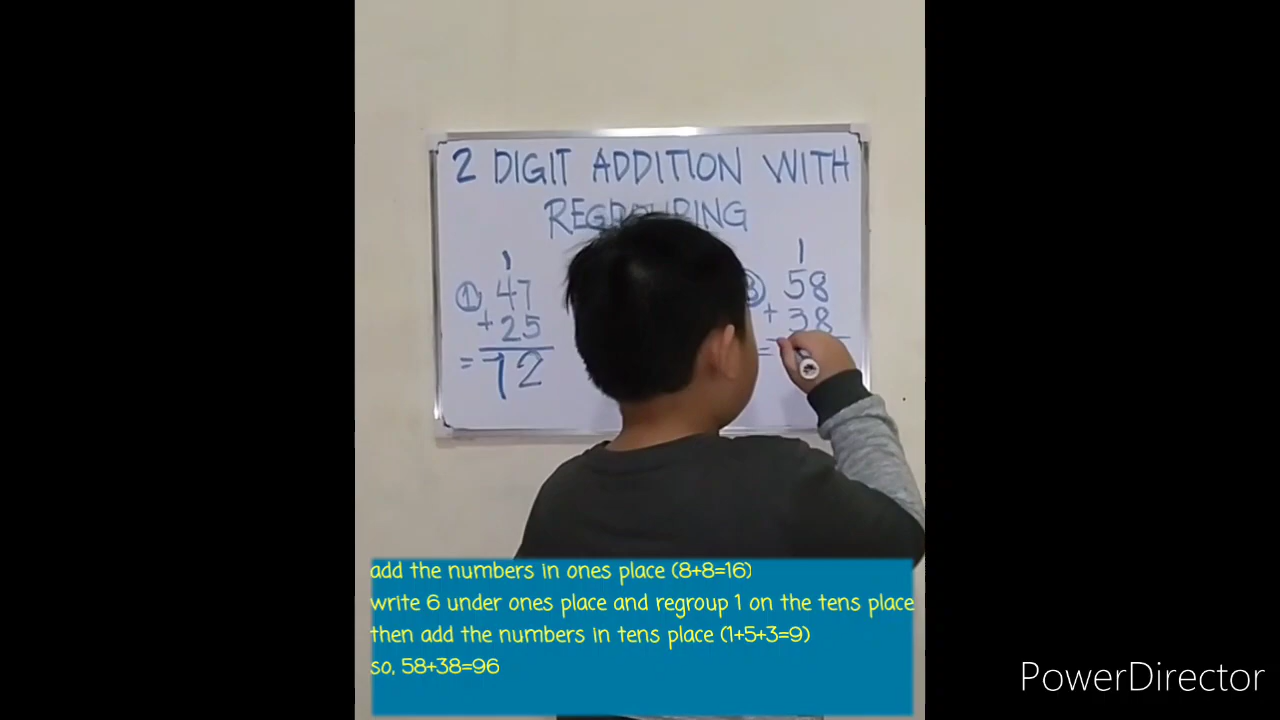 2 DIGIT ADDITION WITH
REGROUPING
1
① 47
+ 25
= 72
1
58
+ 38
=
add the numbers in ones place (8+8=16)
write 6 under ones place and regroup 1 on the tens place
then add the numbers in tens place (1+5+3=9)
so, 58+38=96
PowerDirector